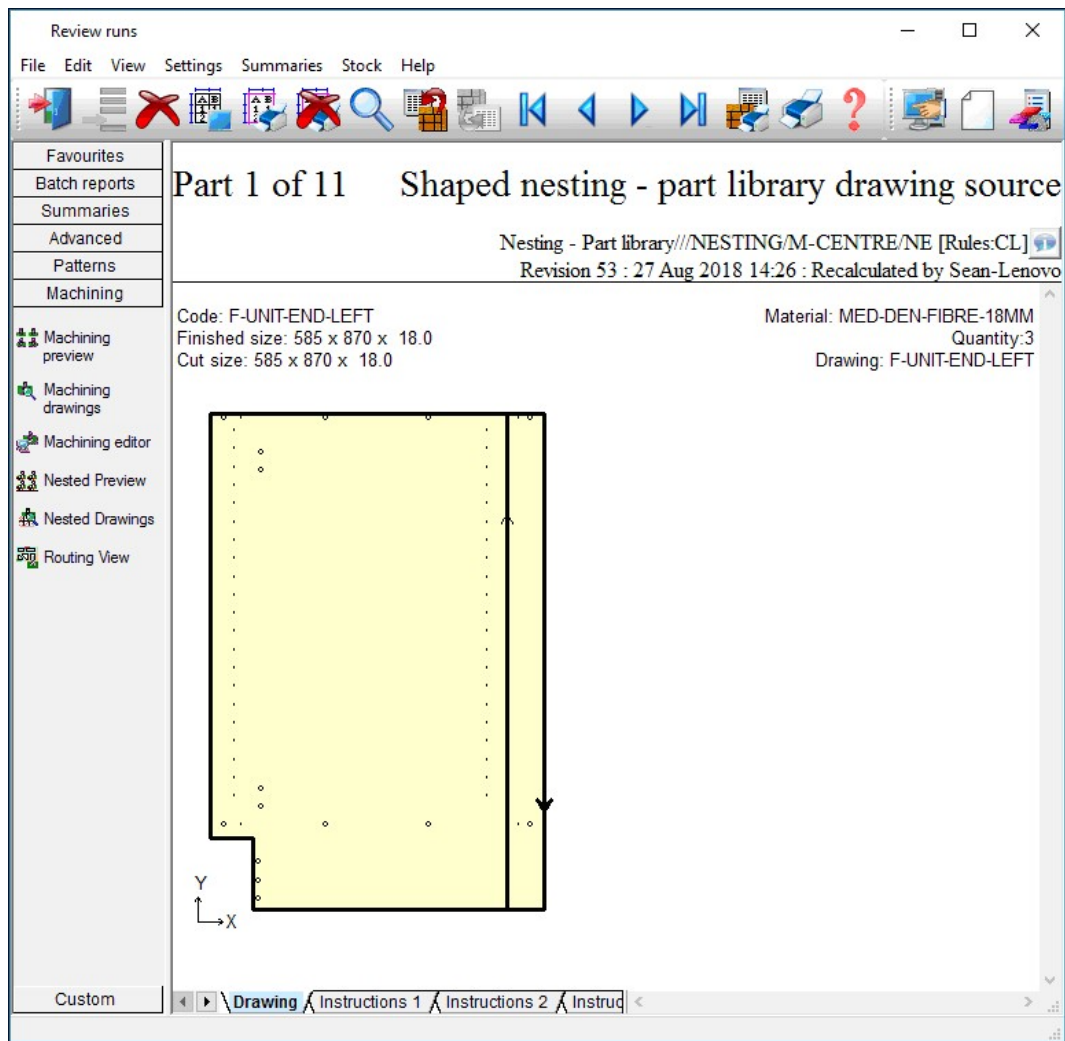 Review runs
File Edit View Settings Summaries Stock Help
Favourites
Batch reports
Summaries
Advanced
Patterns
Machining
Machining
preview
Machining
drawings
Machining editor
Nested Preview
Nested Drawings
Routing View
Custom
Part 1 of 11 Shaped nesting - part library drawing source
Nesting - Part library///NESTING/M-CENTRE/NE [Rules:CL]
Revision 53 : 27 Aug 2018 14:26 : Recalculated by Sean-Lenovo
Code: F-UNIT-END-LEFT
Finished size: 585 x 870 x 18.0
Cut size: 585 x 870 x 18.0
Material: MED-DEN-FIBRE-18MM
Quantity:3
Drawing: F-UNIT-END-LEFT
Y
X
Drawing Instructions 1 Instructions 2 Instruc